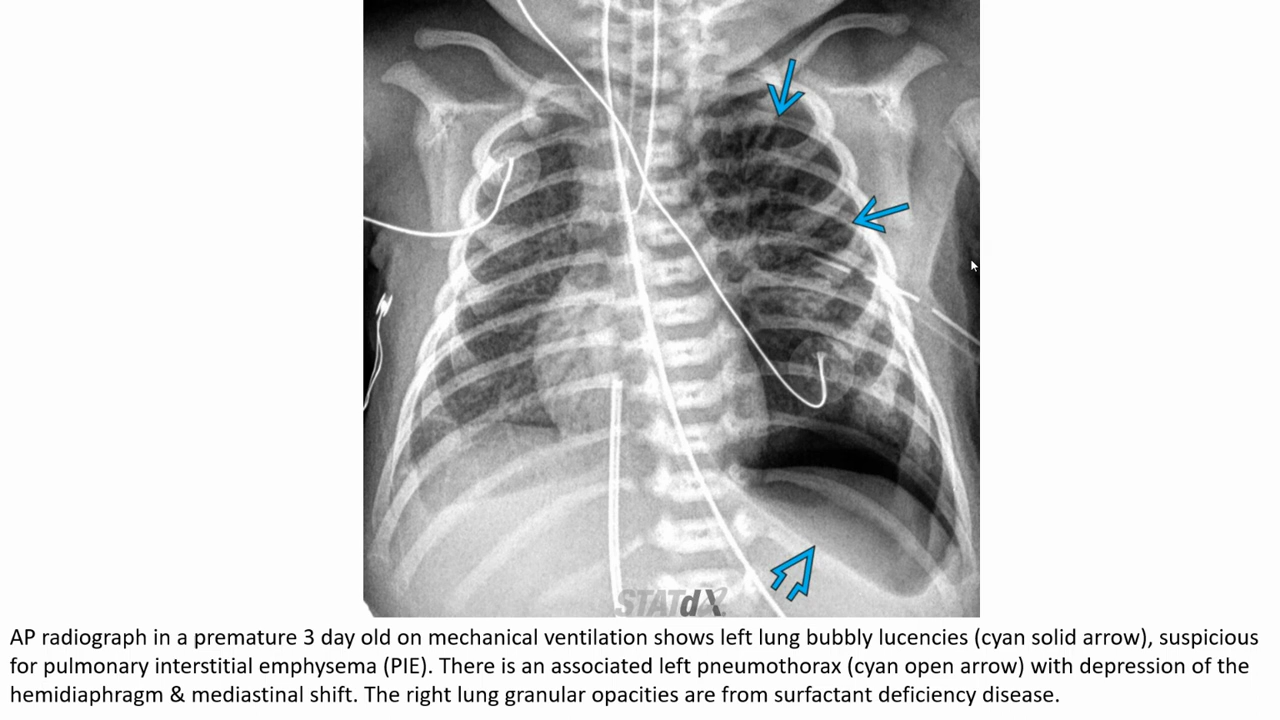 STATdX
AP radiograph in a premature 3 day old on mechanical ventilation shows left lung bubbly lucencies (cyan solid arrow), suspicious
for pulmonary interstitial emphysema (PIE). There is an associated left pneumothorax (cyan open arrow) with depression of the
hemidiaphragm & mediastinal shift. The right lung granular opacities are from surfactant deficiency disease.